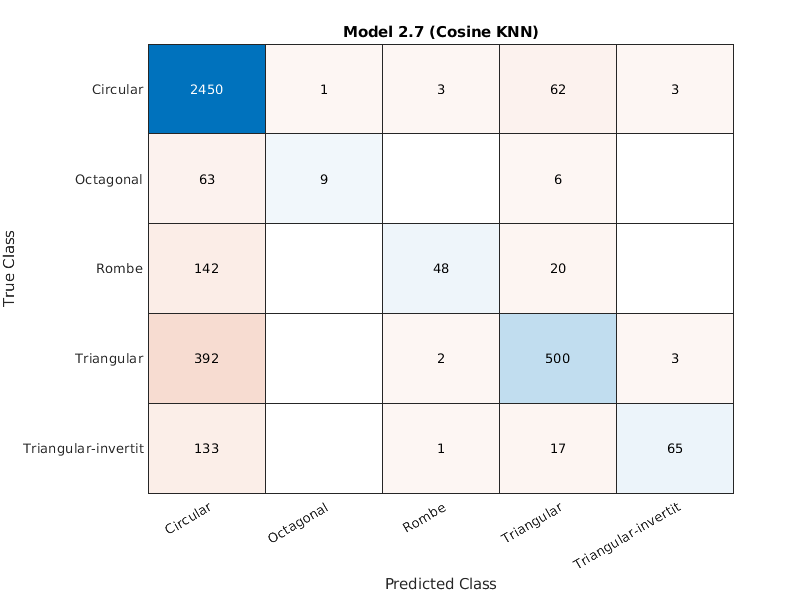 Model 2.7 (Cosine KNN)
True Class
Circular 2450 1 3 62 3
Octagonal 63 9 6
Rombe 142 48 20
Triangular 392 2 500 3
Triangular-invertit 133 1 17 65
Circular Octagonal Rombe Triangular Triangular-invertit
Predicted Class